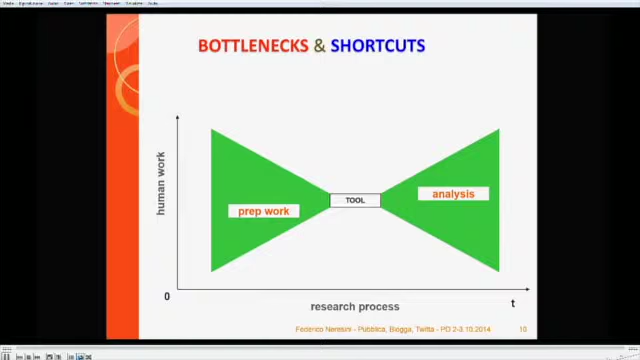 BOTTLENECKS & SHORTCUTS
human work
prep work
TOOL
analysis
0
research process
t
Federico Neresini - Pubblica, Blogga, Twitta - PD 2-3.10.2014
10